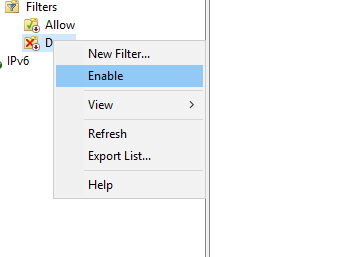 Filters
Allow
D
IPv6
New Filter...
Enable
View
Refresh
Export List...
Help